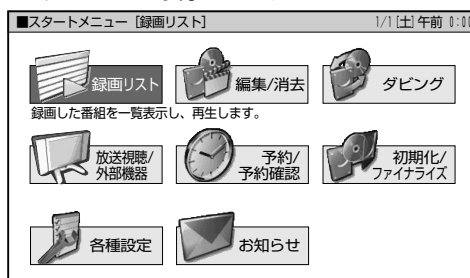 ■スタートメニュー［録画リスト］
1/1[土]午前 0:00
録画リスト
編集/消去
ダビング
録画した番組を一覧表示し、再生します。
放送視聴/
外部機器
予約/
予約確認
初期化/
ファイナライズ
各種設定
お知らせ